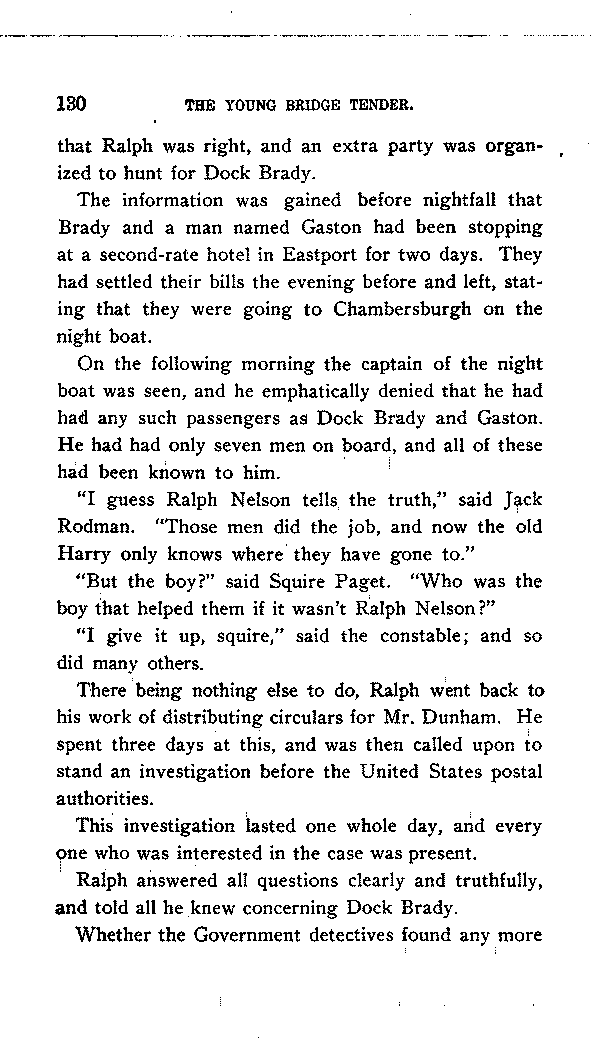 130 THE YOUNG BRIDGE TENDER.
that Ralph was right, and an extra party was organ-
ized to hunt for Dock Brady.
The information was gained before nightfall that
Brady and a man named Gaston had been stopping
at a second-rate hotel in Eastport for two days. They
had settled their bills the evening before and left, stat-
ing that they were going to Chambersburgh on the
night boat.
On the following morning the captain of the night
boat was seen, and he emphatically denied that he had
had any such passengers as Dock Brady and Gaston.
He had had only seven men on board, and all of these
had been known to him.
"I guess Ralph Nelson tells the truth," said Jack
Rodman. "Those men did the job, and now the old
Harry only knows where they have gone to."
"But the boy?" said Squire Paget. "Who was the
boy that helped them if it wasn't Ralph Nelson?"
"I give it up, squire," said the constable; and so
did many others.
There being nothing else to do, Ralph went back to
his work of distributing circulars for Mr. Dunham. He
spent three days at this, and was then called upon to
stand an investigation before the United States postal
authorities.
This investigation lasted one whole day, and every
one who was interested in the case was present.
Ralph answered all questions clearly and truthfully,
and told all he knew concerning Dock Brady.
Whether the Government detectives found any more